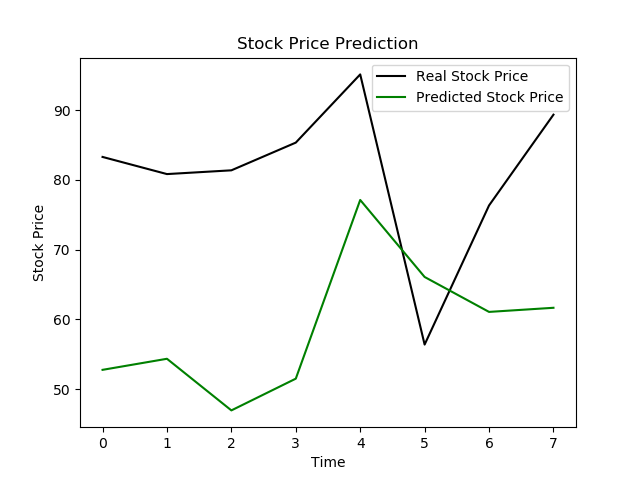 Stock Price Prediction
Real Stock Price
Predicted Stock Price
Stock Price
90
80
70
60
50
0 1 2 3 4 5 6 7
Time